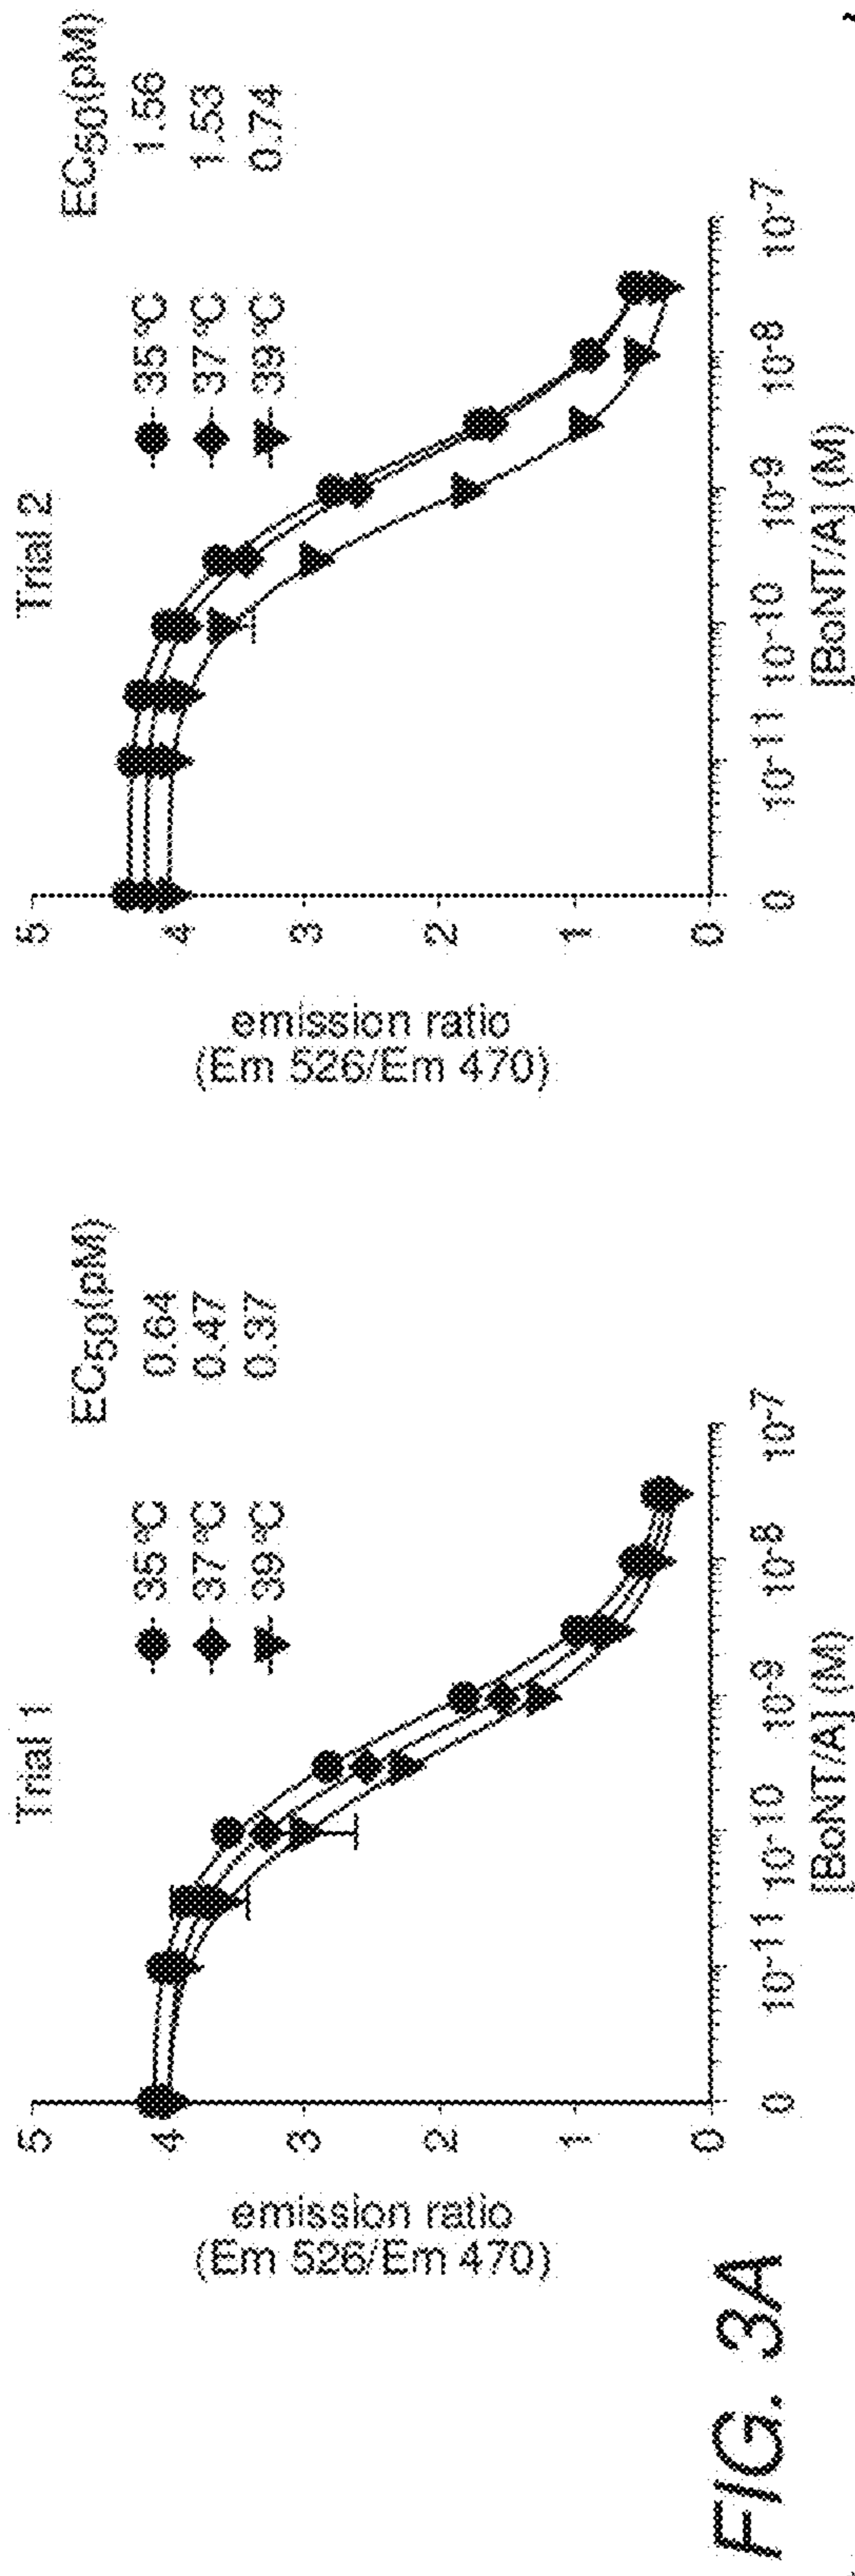 FIG. 3A
Trial 1
emission ratio
(Em 526/Em 470)
5
4
3
2
1
0
0
10-11
10-10
10-9
10-8
10-7
[BoNT/A] (M)
EC50(pM)
35 °C 0.64
37 °C 0.47
39 °C 0.37
Trial 2
emission ratio
(Em 526/Em 470)
5
4
3
2
1
0
0
10-11
10-10
10-9
10-8
10-7
[BoNT/A] (M)
EC50(pM)
35 °C 1.56
37 °C 1.53
39 °C 0.74